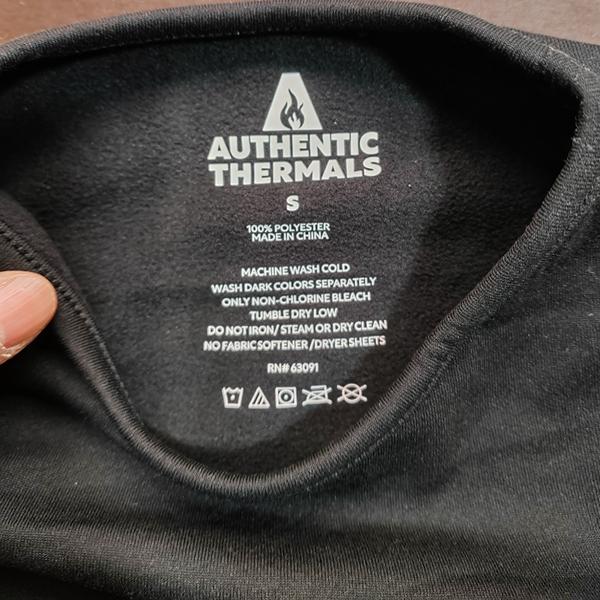 AUTHENTIC
THERMALS
S
100% POLYESTER
MADE IN CHINA
MACHINE WASH COLD
WASH DARK COLORS SEPARATELY
ONLY NON-CHLORINE BLEACH
TUMBLE DRY LOW
DO NOT IRON/ STEAM OR DRY CLEAN
NO FABRIC SOFTENER /DRYER SHEETS
RN# 63091